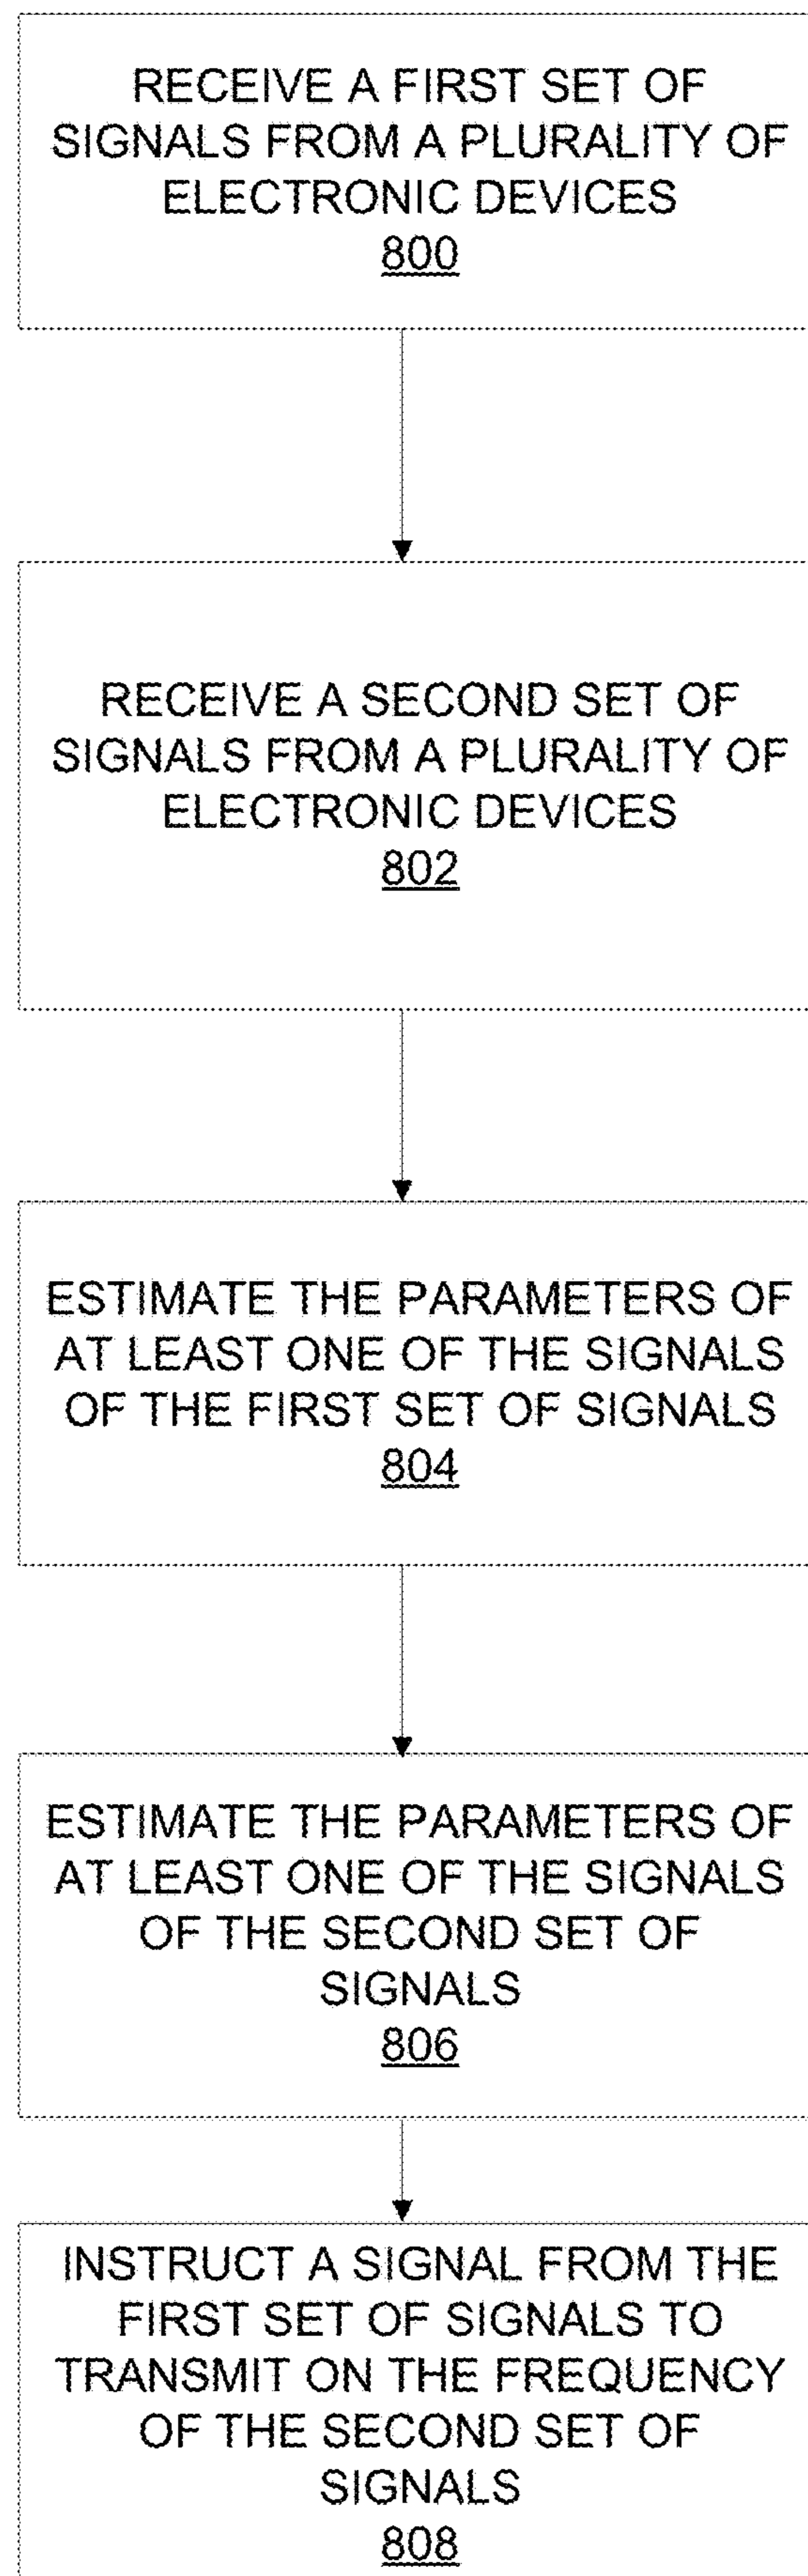 RECEIVE A FIRST SET OF
SIGNALS FROM A PLURALITY OF
ELECTRONIC DEVICES
800
RECEIVE A SECOND SET OF
SIGNALS FROM A PLURALITY OF
ELECTRONIC DEVICES
802
ESTIMATE THE PARAMETERS OF
AT LEAST ONE OF THE SIGNALS
OF THE FIRST SET OF SIGNALS
804
ESTIMATE THE PARAMETERS OF
AT LEAST ONE OF THE SIGNALS
OF THE SECOND SET OF
SIGNALS
806
INSTRUCT A SIGNAL FROM THE
FIRST SET OF SIGNALS TO
TRANSMIT ON THE FREQUENCY
OF THE SECOND SET OF
SIGNALS
808